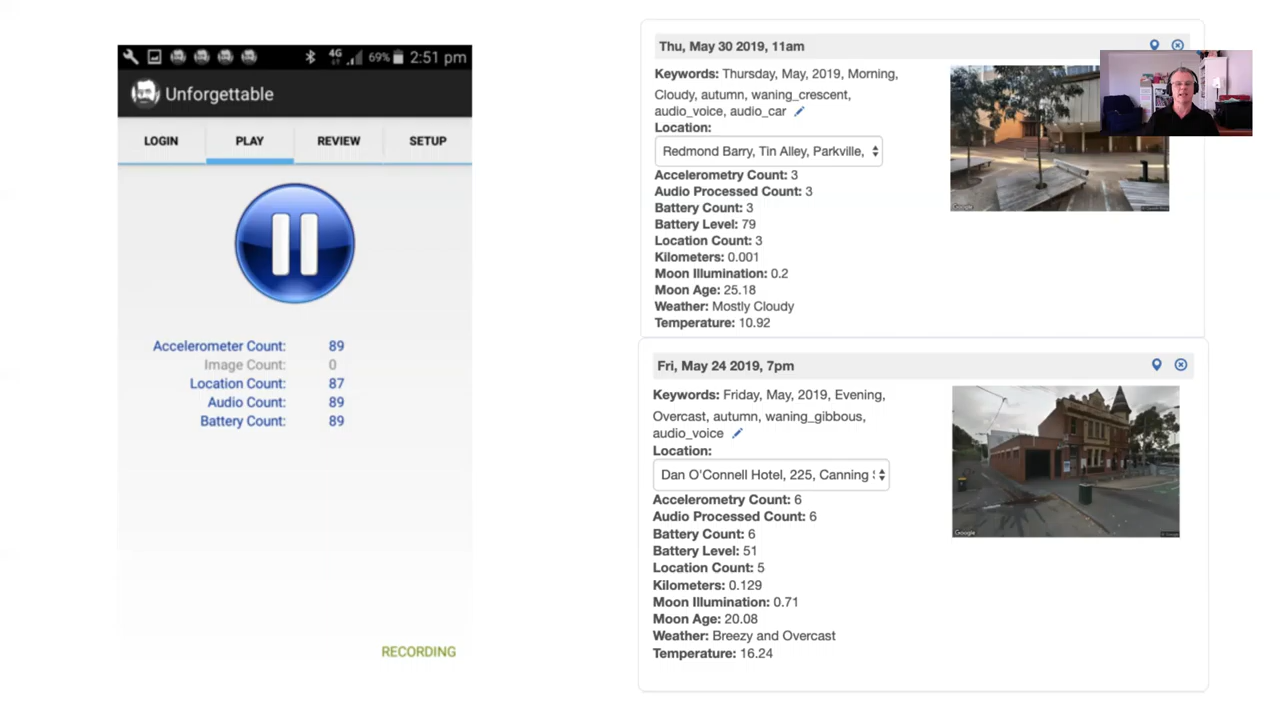 4G
69%
2:51 pm
Unforgettable
LOGIN
PLAY
REVIEW
SETUP
Accelerometer Count: 89
Image Count: 0
Location Count: 87
Audio Count: 89
Battery Count: 89
RECORDING
Thu, May 30 2019, 11am
Keywords: Thursday, May, 2019, Morning,
Cloudy, autumn, waning_crescent,
audio_voice, audio_car
Location:
Redmond Barry, Tin Alley, Parkville,
Accelerometry Count: 3
Audio Processed Count: 3
Battery Count: 3
Battery Level: 79
Location Count: 3
Kilometers: 0.001
Moon Illumination: 0.2
Moon Age: 25.18
Weather: Mostly Cloudy
Temperature: 10.92
Google
Fri, May 24 2019, 7pm
Keywords: Friday, May, 2019, Evening,
Overcast, autumn, waning_gibbous,
audio_voice
Location:
Dan O'Connell Hotel, 225, Canning
Accelerometry Count: 6
Audio Processed Count: 6
Battery Count: 6
Battery Level: 51
Location Count: 5
Kilometers: 0.129
Moon Illumination: 0.71
Moon Age: 20.08
Weather: Breezy and Overcast
Temperature: 16.24
Google